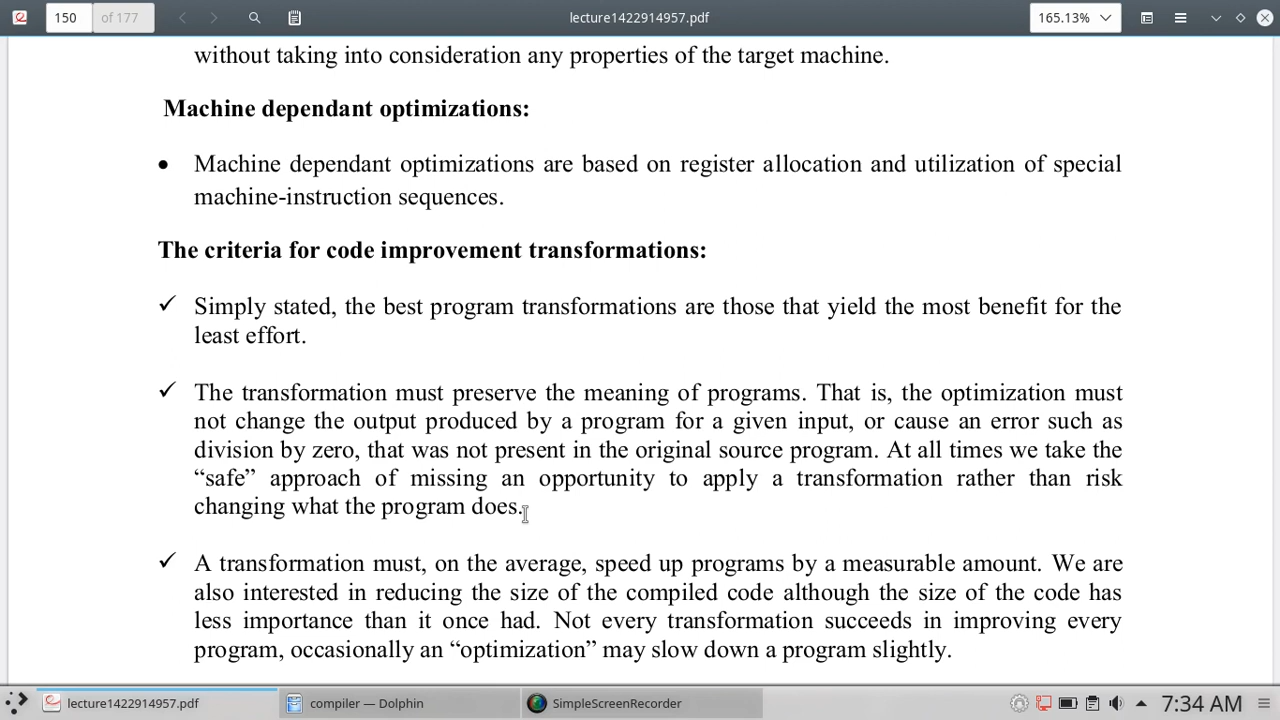 150 of 177
lecture1422914957.pdf
165.13%
without taking into consideration any properties of the target machine.
Machine dependant optimizations:
• Machine dependant optimizations are based on register allocation and utilization of special
machine-instruction sequences.
The criteria for code improvement transformations:
✓ Simply stated, the best program transformations are those that yield the most benefit for the
least effort.
✓ The transformation must preserve the meaning of programs. That is, the optimization must
not change the output produced by a program for a given input, or cause an error such as
division by zero, that was not present in the original source program. At all times we take the
“safe” approach of missing an opportunity to apply a transformation rather than risk
changing what the program does.
✓ A transformation must, on the average, speed up programs by a measurable amount. We are
also interested in reducing the size of the compiled code although the size of the code has
less importance than it once had. Not every transformation succeeds in improving every
program, occasionally an “optimization” may slow down a program slightly.
lecture1422914957.pdf
compiler — Dolphin
SimpleScreenRecorder
7:34 AM